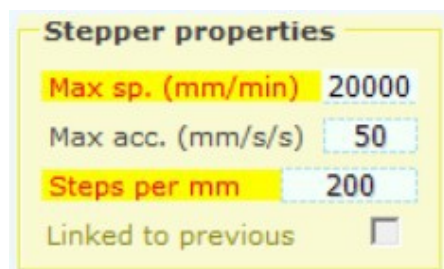 Stepper properties
Max sp. (mm/min) 20000
Max acc. (mm/s/s) 50
Steps per mm 200
Linked to previous